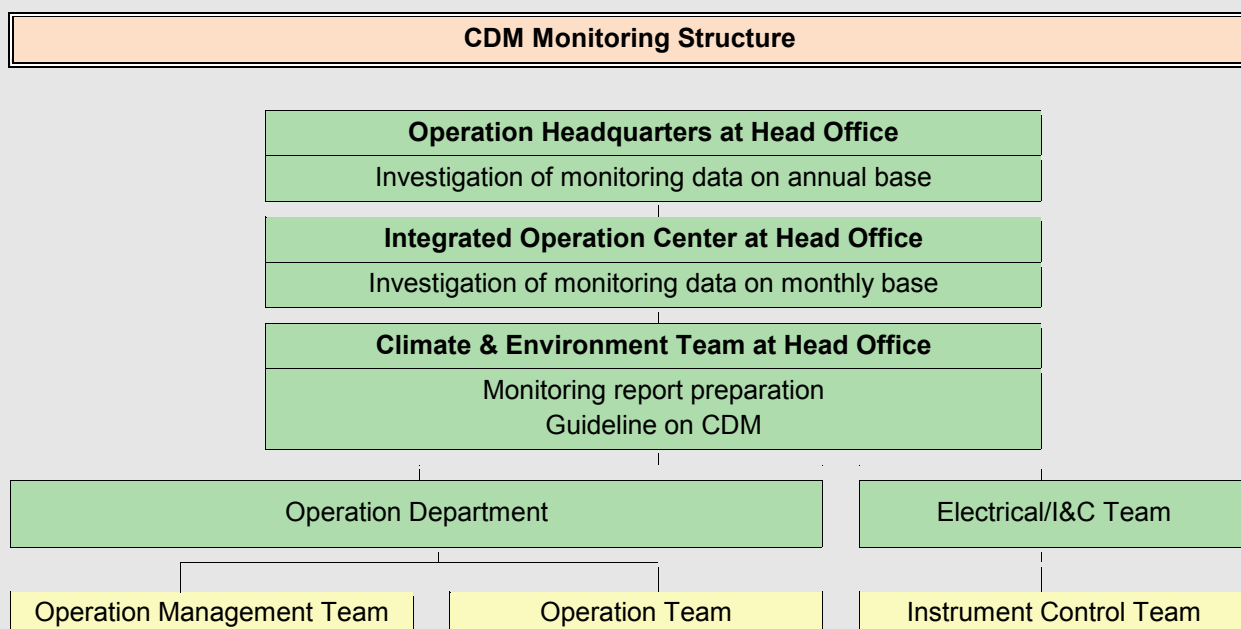 CDM Monitoring Structure
Operation Headquarters at Head Office
Investigation of monitoring data on annual base
Integrated Operation Center at Head Office
Investigation of monitoring data on monthly base
Climate & Environment Team at Head Office
Monitoring report preparation
Guideline on CDM
Operation Department
Electrical/I&C Team
Operation Management Team
Operation Team
Instrument Control Team